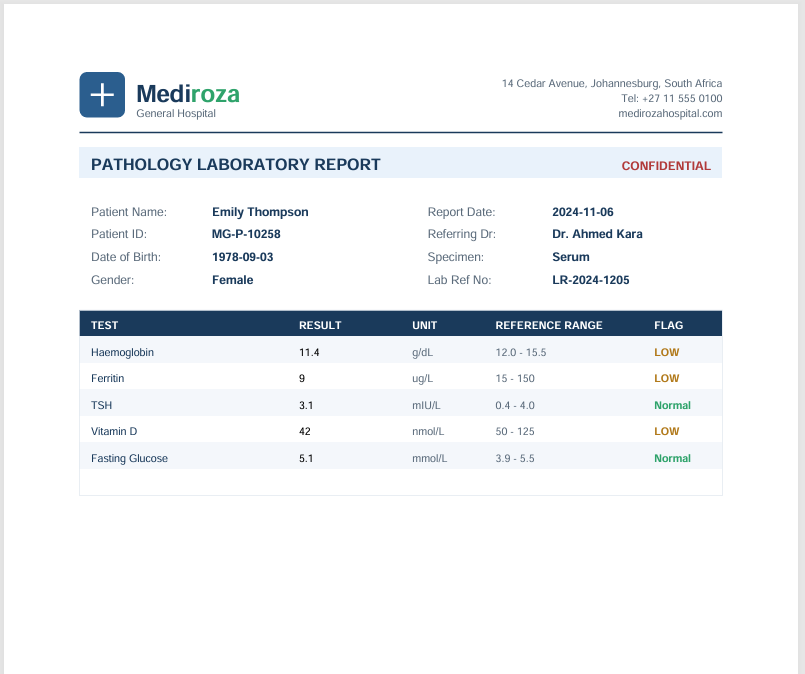 Mediroza
General Hospital
14 Cedar Avenue, Johannesburg, South Africa
Tel: +27 11 555 0100
medirozahospital.com
PATHOLOGY LABORATORY REPORT CONFIDENTIAL
Patient Name: Emily Thompson Report Date: 2024-11-06
Patient ID: MG-P-10258 Referring Dr: Dr. Ahmed Kara
Date of Birth: 1978-09-03 Specimen: Serum
Gender: Female Lab Ref No: LR-2024-1205
TEST RESULT UNIT REFERENCE RANGE FLAG
Haemoglobin 11.4 g/dL 12.0 - 15.5 LOW
Ferritin 9 ug/L 15 - 150 LOW
TSH 3.1 mIU/L 0.4 - 4.0 Normal
Vitamin D 42 nmol/L 50 - 125 LOW
Fasting Glucose 5.1 mmol/L 3.9 - 5.5 Normal